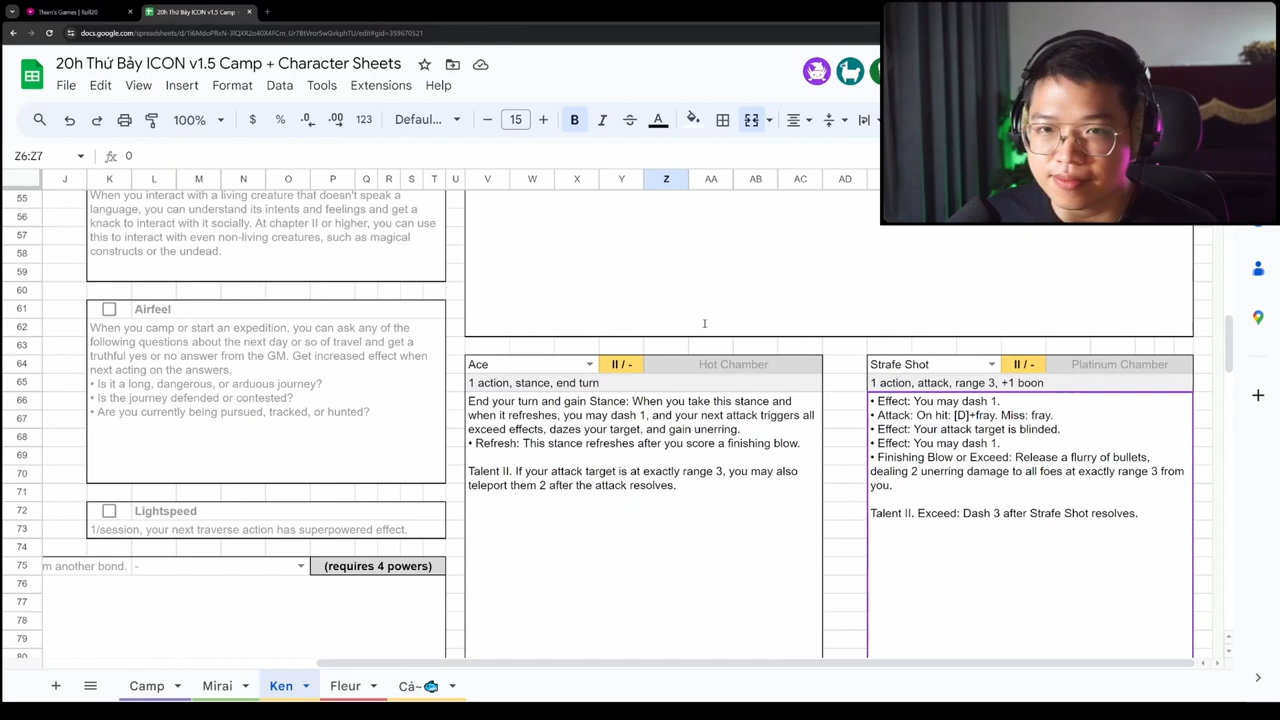 Thien's Games | Roll20
20h Thứ Bảy ICON v1.5 Camp -
20h Thứ Bảy ICON v1.5 Camp + Character Sheets
File Edit View Insert Format Data Tools Extensions Help
100% $ % .0 .00 123 Defaul... 15 B I A
Z6:Z7 fx 0
J K L M N O P Q R S T U V W X Y Z AA AB AC AD
55
56
57
58
59
60
61
62
63
64
65
66
67
68
69
70
71
72
73
74
75
76
77
78
79
80
When you interact with a living creature that doesn't speak a
language, you can understand its intents and feelings and get a
knack to interact with it socially. At chapter II or higher, you can use
this to interact with even non-living creatures, such as magical
constructs or the undead.
Airfeel
When you camp or start an expedition, you can ask any of the
following questions about the next day or so of travel and get a
truthful yes or no answer from the GM. Get increased effect when
next acting on the answers.
• Is it a long, dangerous, or arduous journey?
• Is the journey defended or contested?
• Are you currently being pursued, tracked, or hunted?
Lightspeed
1/session, your next traverse action has superpowered effect.
m another bond. - (requires 4 powers)
Ace II / - Hot Chamber
1 action, stance, end turn
End your turn and gain Stance: When you take this stance and
when it refreshes, you may dash 1, and your next attack triggers all
exceed effects, dazes your target, and gain unerring.
• Refresh: This stance refreshes after you score a finishing blow.
Talent II. If your attack target is at exactly range 3, you may also
teleport them 2 after the attack resolves.
Strafe Shot II / - Platinum Chamber
1 action, attack, range 3, +1 boon
• Effect: You may dash 1.
• Attack: On hit: [D]+fray. Miss: fray.
• Effect: Your attack target is blinded.
• Effect: You may dash 1.
• Finishing Blow or Exceed: Release a flurry of bullets,
dealing 2 unerring damage to all foes at exactly range 3 from
you.
Talent II. Exceed: Dash 3 after Strafe Shot resolves.
Camp Mirai Ken Fleur Cá~🐟